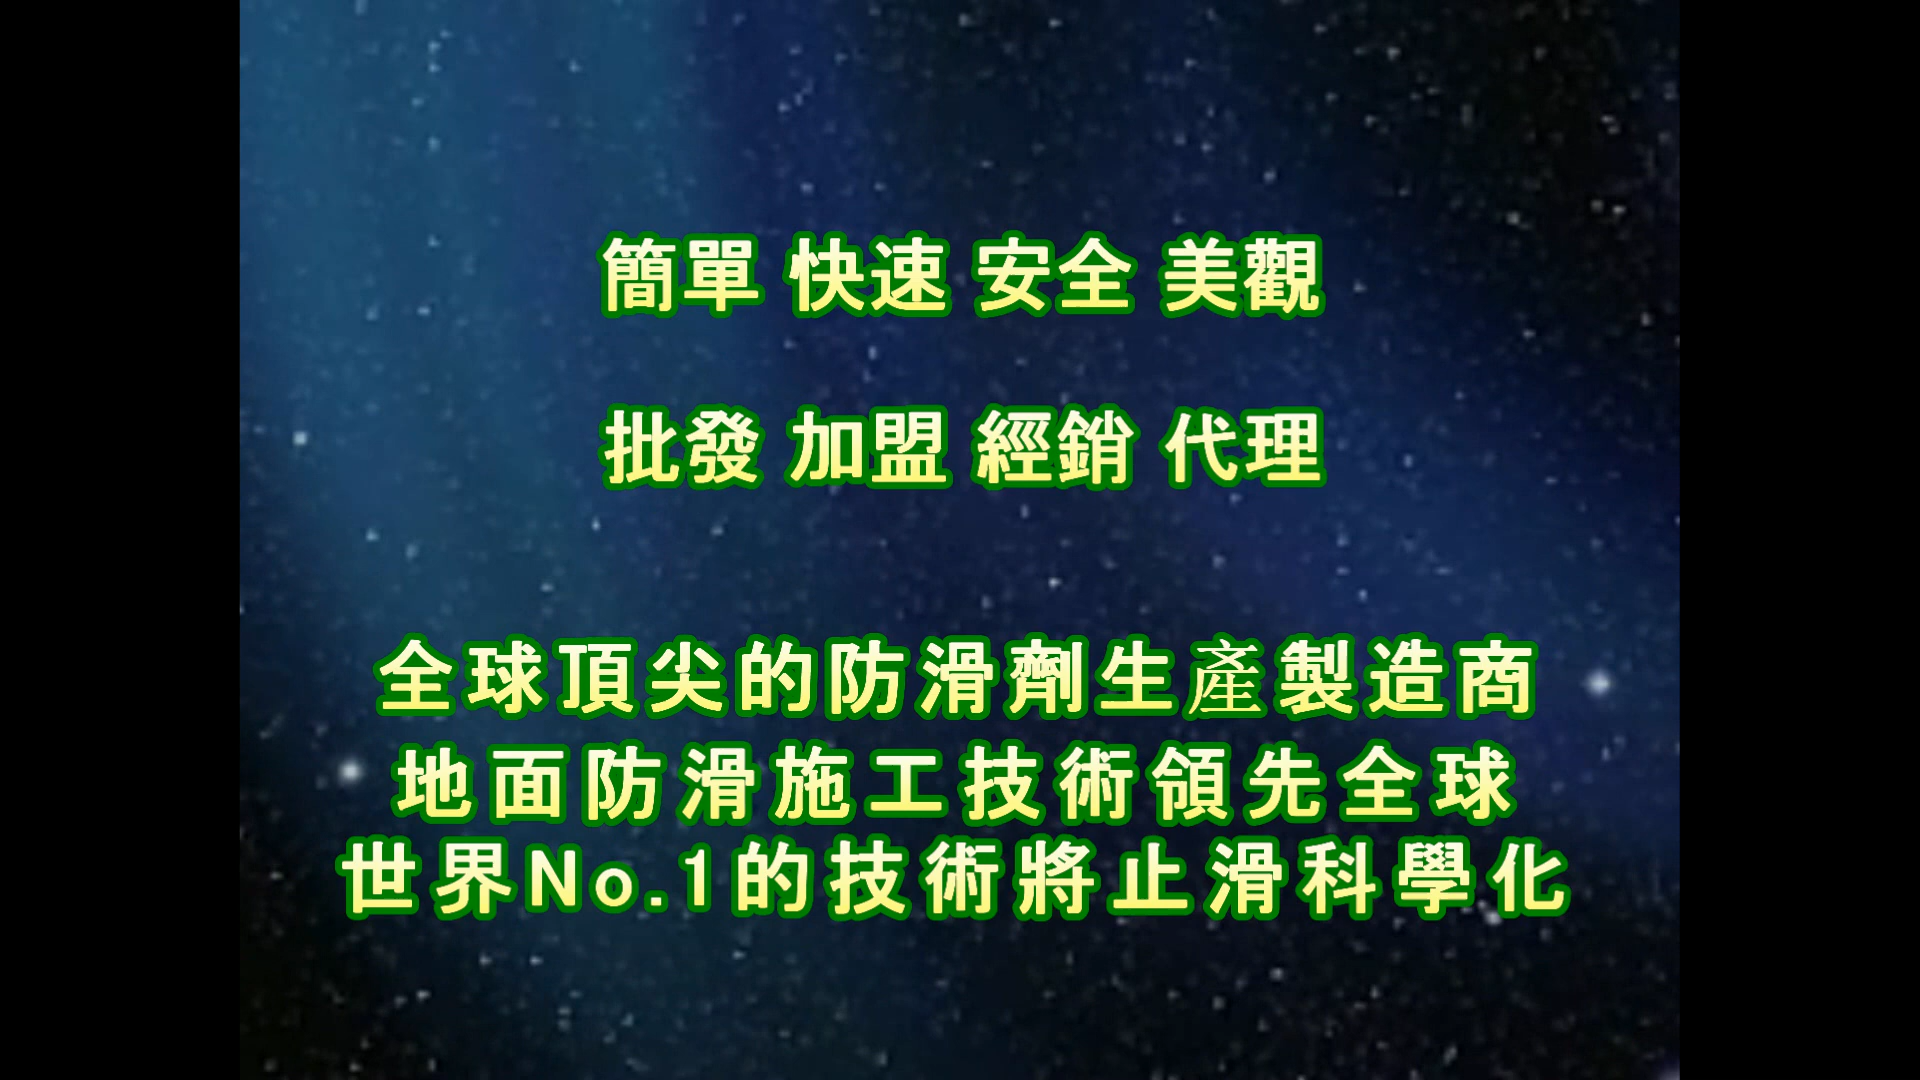 簡單 快速 安全 美觀
批發 加盟 經銷 代理
全球頂尖的防滑劑生產製造商
地面防滑施工技術領先全球
世界No.1的技術將止滑科學化